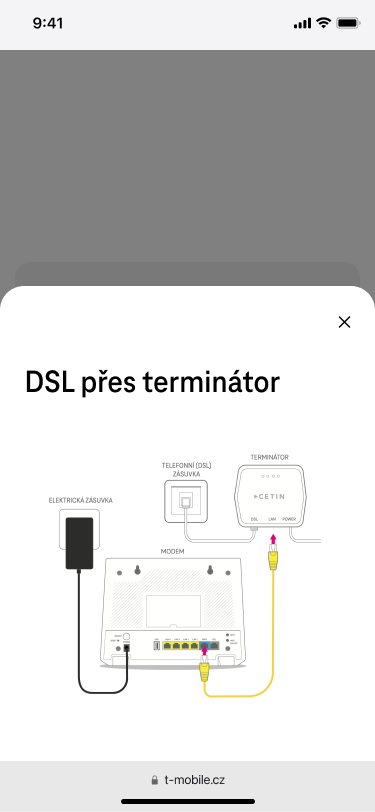 9:41
DSL přes terminátor
TERMINÁTOR
TELEFONNÍ (DSL)
ZÁSUVKA
CETIN
ELEKTRICKÁ ZÁSUVKA
DSL LAN POWER
MODEM
t-mobile.cz